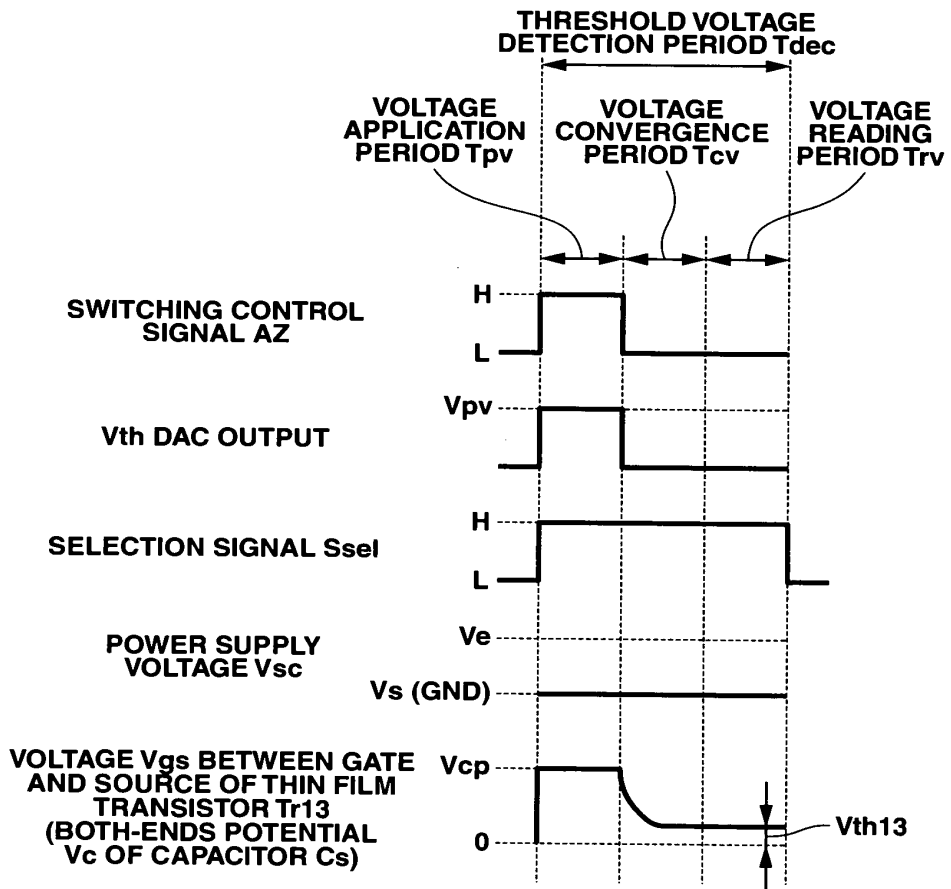 THRESHOLD VOLTAGE
DETECTION PERIOD Tdec
VOLTAGE
APPLICATION
PERIOD Tpv
VOLTAGE
CONVERGENCE
PERIOD Tcv
VOLTAGE
READING
PERIOD Trv
SWITCHING CONTROL
SIGNAL AZ
H
L
Vth DAC OUTPUT
Vpv
SELECTION SIGNAL Ssel
H
L
POWER SUPPLY
VOLTAGE Vsc
Ve
Vs (GND)
VOLTAGE Vgs BETWEEN GATE
AND SOURCE OF THIN FILM
TRANSISTOR Tr13
(BOTH-ENDS POTENTIAL
Vc OF CAPACITOR Cs)
Vcp
0
Vth13